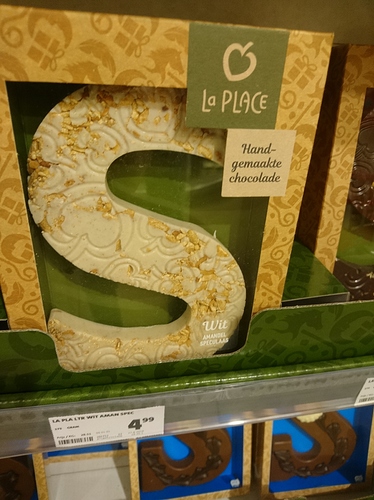 La PLACE
Hand-
gemaakte
chocolade
Wit
AMANDEL
SPECULAAS
LA PLA LTR WIT AMAN SPEC
4.99